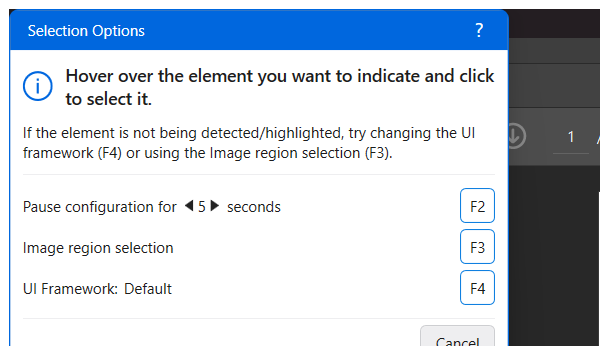 Selection Options ?
Hover over the element you want to indicate and click
to select it.
If the element is not being detected/highlighted, try changing the UI
framework (F4) or using the Image region selection (F3).
1 /
Pause configuration for 5 seconds F2
Image region selection F3
UI Framework: Default F4
Cancel